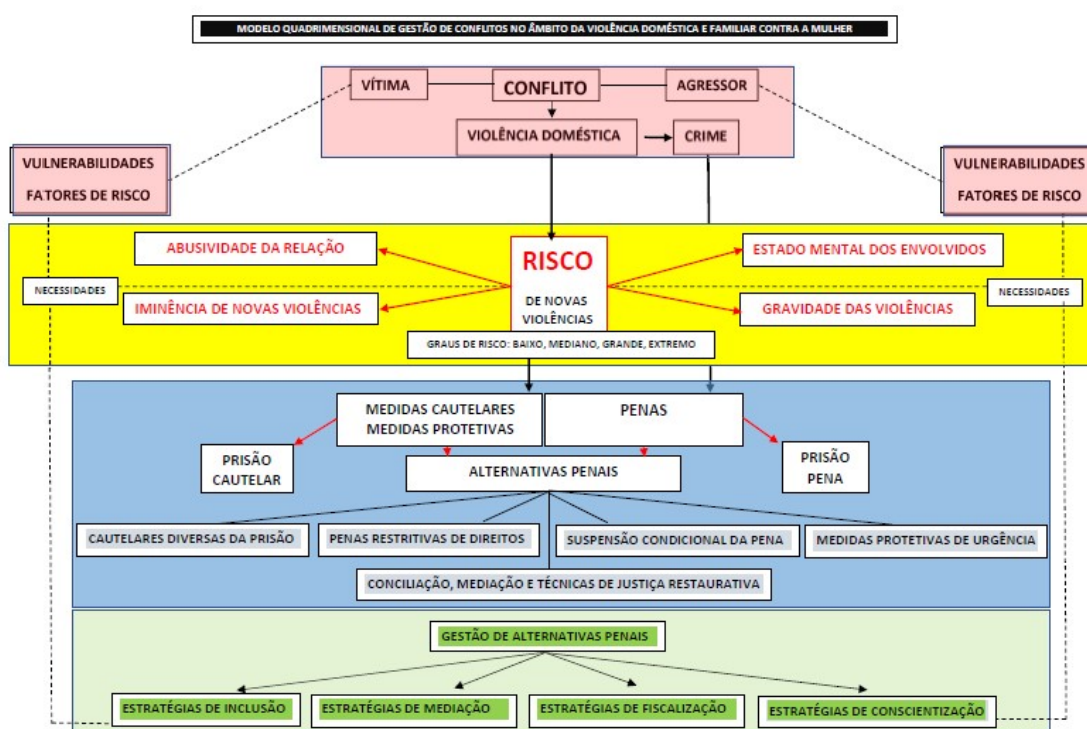 MODELO QUADRIMENSIONAL DE GESTÃO DE CONFLITOS NO ÂMBITO DA VIOLÊNCIA DOMÉSTICA E FAMILIAR CONTRA A MULHER
VÍTIMA
CONFLITO
AGRESSOR
VIOLÊNCIA DOMÉSTICA
CRIME
VULNERABILIDADES
FATORES DE RISCO
VULNERABILIDADES
FATORES DE RISCO
ABUSIVIDADE DA RELAÇÃO
RISCO
DE NOVAS
VIOLÊNCIAS
ESTADO MENTAL DOS ENVOLVIDOS
NECESSIDADES
NECESSIDADES
IMINÊNCIA DE NOVAS VIOLÊNCIAS
GRAVIDADE DAS VIOLÊNCIAS
GRAUS DE RISCO: BAIXO, MEDIANO, GRANDE, EXTREMO
MEDIDAS CAUTELARES
MEDIDAS PROTETIVAS
PENAS
PRISÃO
CAUTELAR
ALTERNATIVAS PENAIS
PRISÃO
PENA
CAUTELARES DIVERSAS DA PRISÃO
PENAS RESTRITIVAS DE DIREITOS
SUSPENSÃO CONDICIONAL DA PENA
MEDIDAS PROTETIVAS DE URGÊNCIA
CONCILIAÇÃO, MEDIAÇÃO E TÉCNICAS DE JUSTIÇA RESTAURATIVA
GESTÃO DE ALTERNATIVAS PENAIS
ESTRATÉGIAS DE INCLUSÃO
ESTRATÉGIAS DE MEDIAÇÃO
ESTRATÉGIAS DE FISCALIZAÇÃO
ESTRATÉGIAS DE CONSCIENTIZAÇÃO